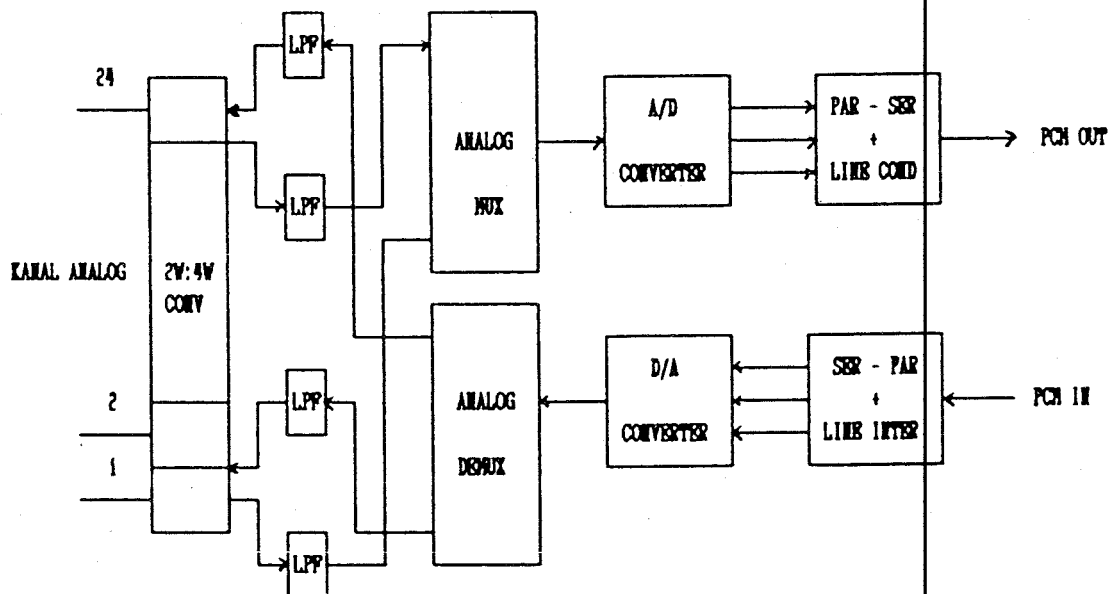 LPF
24
A/D
CONVERTER
PAR - SER
+
LINE COND
PCM OUT
ANALOG
MUX
LPF
KANAL ANALOG
2W:4W
CONV
D/A
CONVERTER
SER - PAR
+
LINE INTER
PCM IN
2
LPF
ANALOG
DEMUX
1
LPF